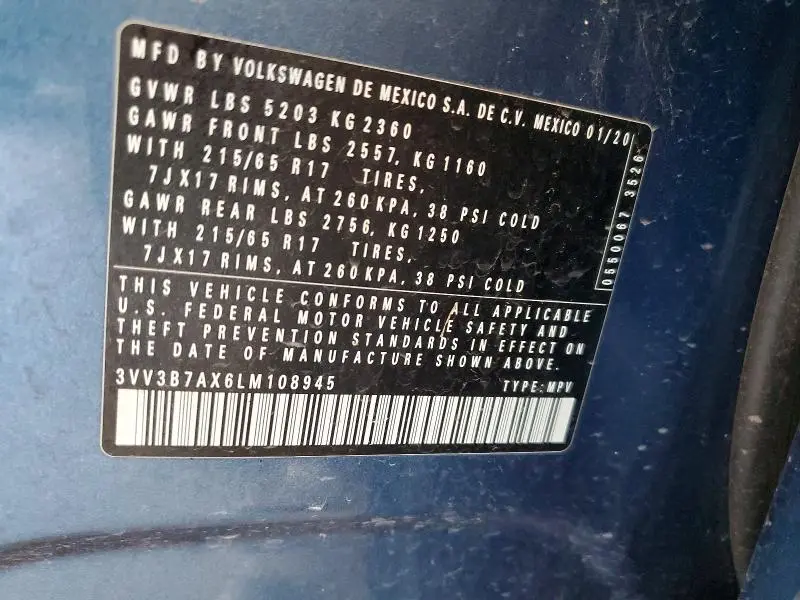 MFD BY VOLKSWAGEN DE MEXICO S.A. DE C.V. MEXICO 01/20
GVWR LBS 5203 KG 2360
GAWR FRONT LBS 2557, KG 1160
WITH 215/65 R17 TIRES,
7JX17 RIMS, AT 260 KPA, 38 PSI COLD
GAWR REAR LBS 2756, KG 1250
WITH 215/65 R17 TIRES,
7JX17 RIMS, AT 260 KPA, 38 PSI COLD
0550067 3526
THIS VEHICLE CONFORMS TO ALL APPLICABLE
U.S. FEDERAL MOTOR VEHICLE SAFETY AND
THEFT PREVENTION STANDARDS IN EFFECT ON
THE DATE OF MANUFACTURE SHOWN ABOVE.
3VV3B7AX6LM108945 TYPE: MPV